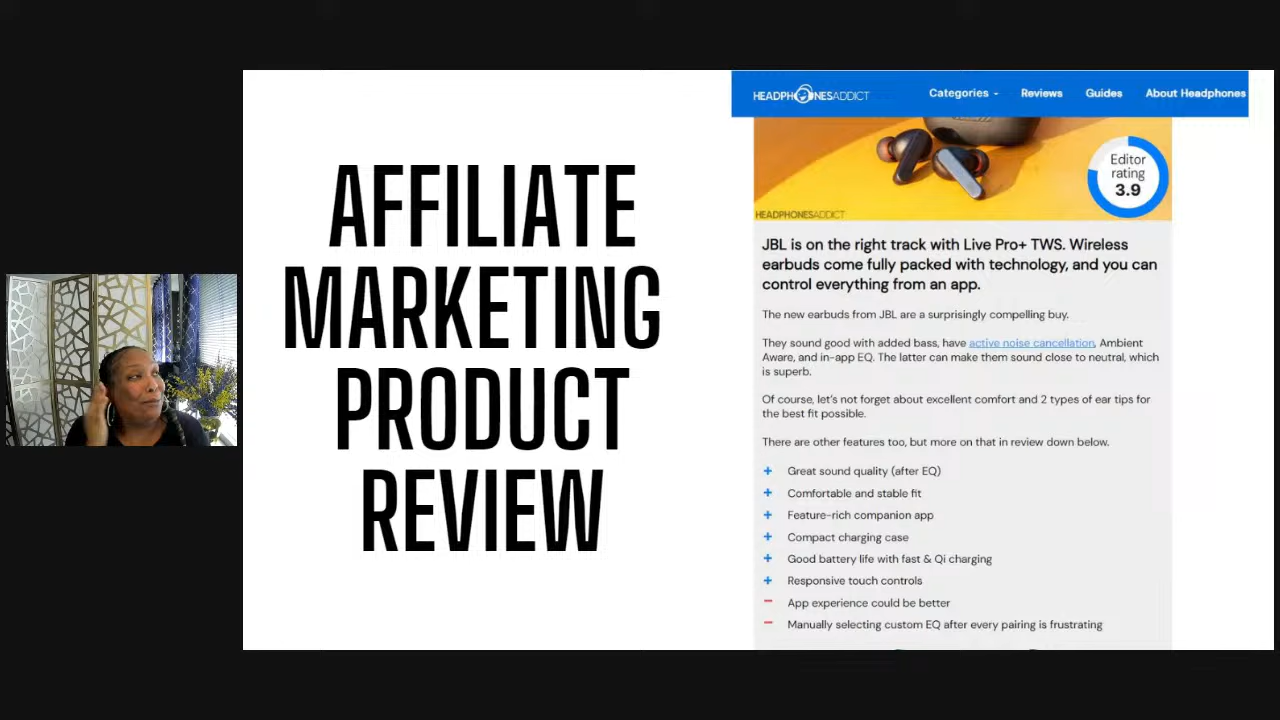 AFFILIATE
MARKETING
PRODUCT
REVIEW
HEADPHONESADDICT
Categories
Reviews
Guides
About Headphones
Editor
rating
3.9
HEADPHONESADDICT
JBL is on the right track with Live Pro+ TWS. Wireless
earbuds come fully packed with technology, and you can
control everything from an app.
The new earbuds from JBL are a surprisingly compelling buy.
They sound good with added bass, have active noise cancellation, Ambient
Aware, and in-app EQ. The latter can make them sound close to neutral, which
is superb.
Of course, let's not forget about excellent comfort and 2 types of ear tips for
the best fit possible.
There are other features too, but more on that in review down below.
+ Great sound quality (after EQ)
+ Comfortable and stable fit
+ Feature-rich companion app
+ Compact charging case
+ Good battery life with fast & Qi charging
+ Responsive touch controls
− App experience could be better
− Manually selecting custom EQ after every pairing is frustrating